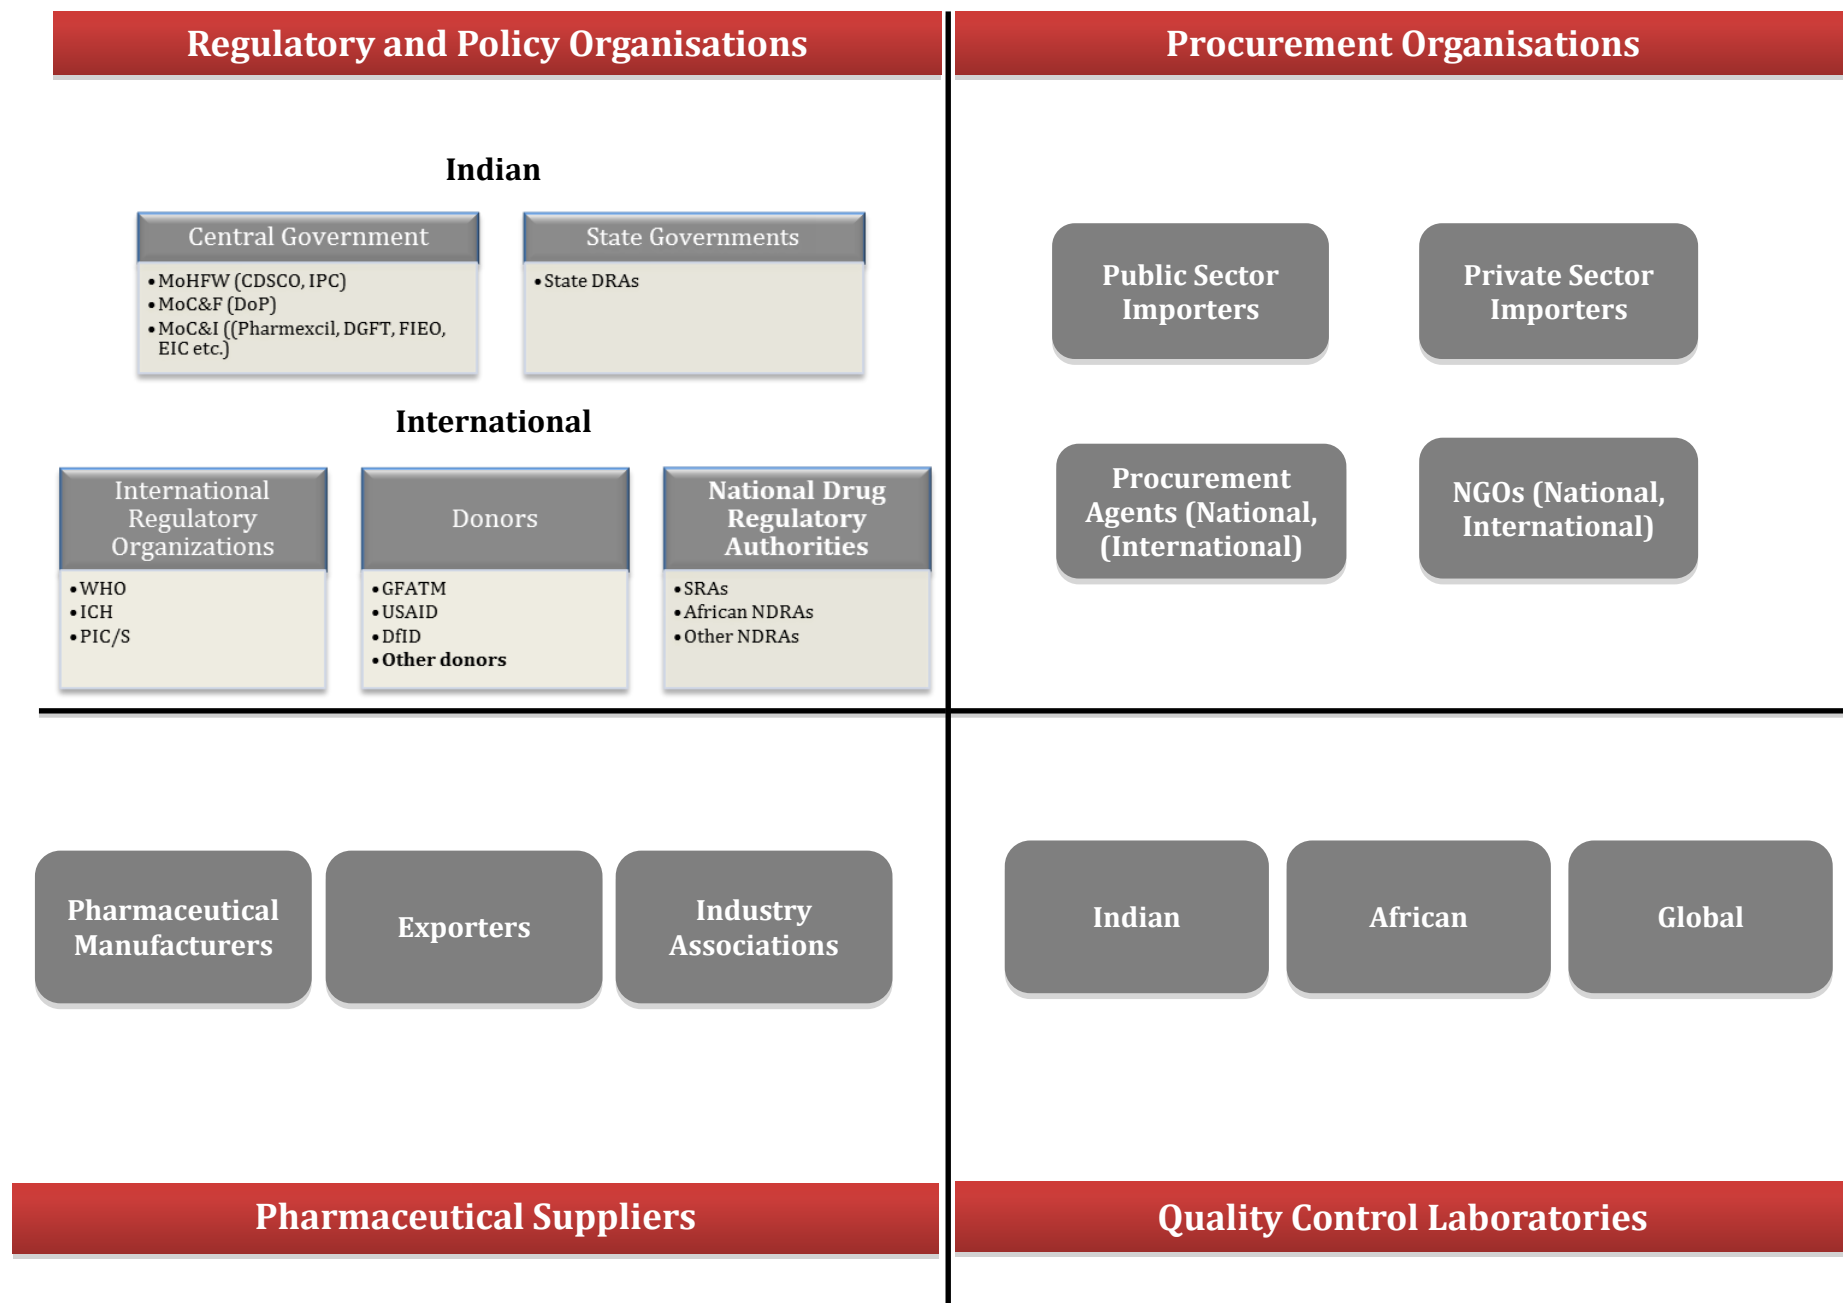 Regulatory and Policy Organisations
Indian
Central Government
•MoHFW (CDSCO, IPC)
•MoC&F (DoP)
•MoC&I ((Pharmexcil, DGFT, FIEO,
EIC etc.)
State Governments
•State DRAs
International
International
Regulatory
Organizations
•WHO
•ICH
•PIC/S
Donors
•GFATM
•USAID
•DfID
•Other donors
National Drug
Regulatory
Authorities
•SRAs
•African NDRAs
•Other NDRAs
Procurement Organisations
Public Sector
Importers
Private Sector
Importers
Procurement
Agents (National,
(International)
NGOs (National,
International)
Pharmaceutical
Manufacturers
Exporters
Industry
Associations
Pharmaceutical Suppliers
Indian
African
Global
Quality Control Laboratories